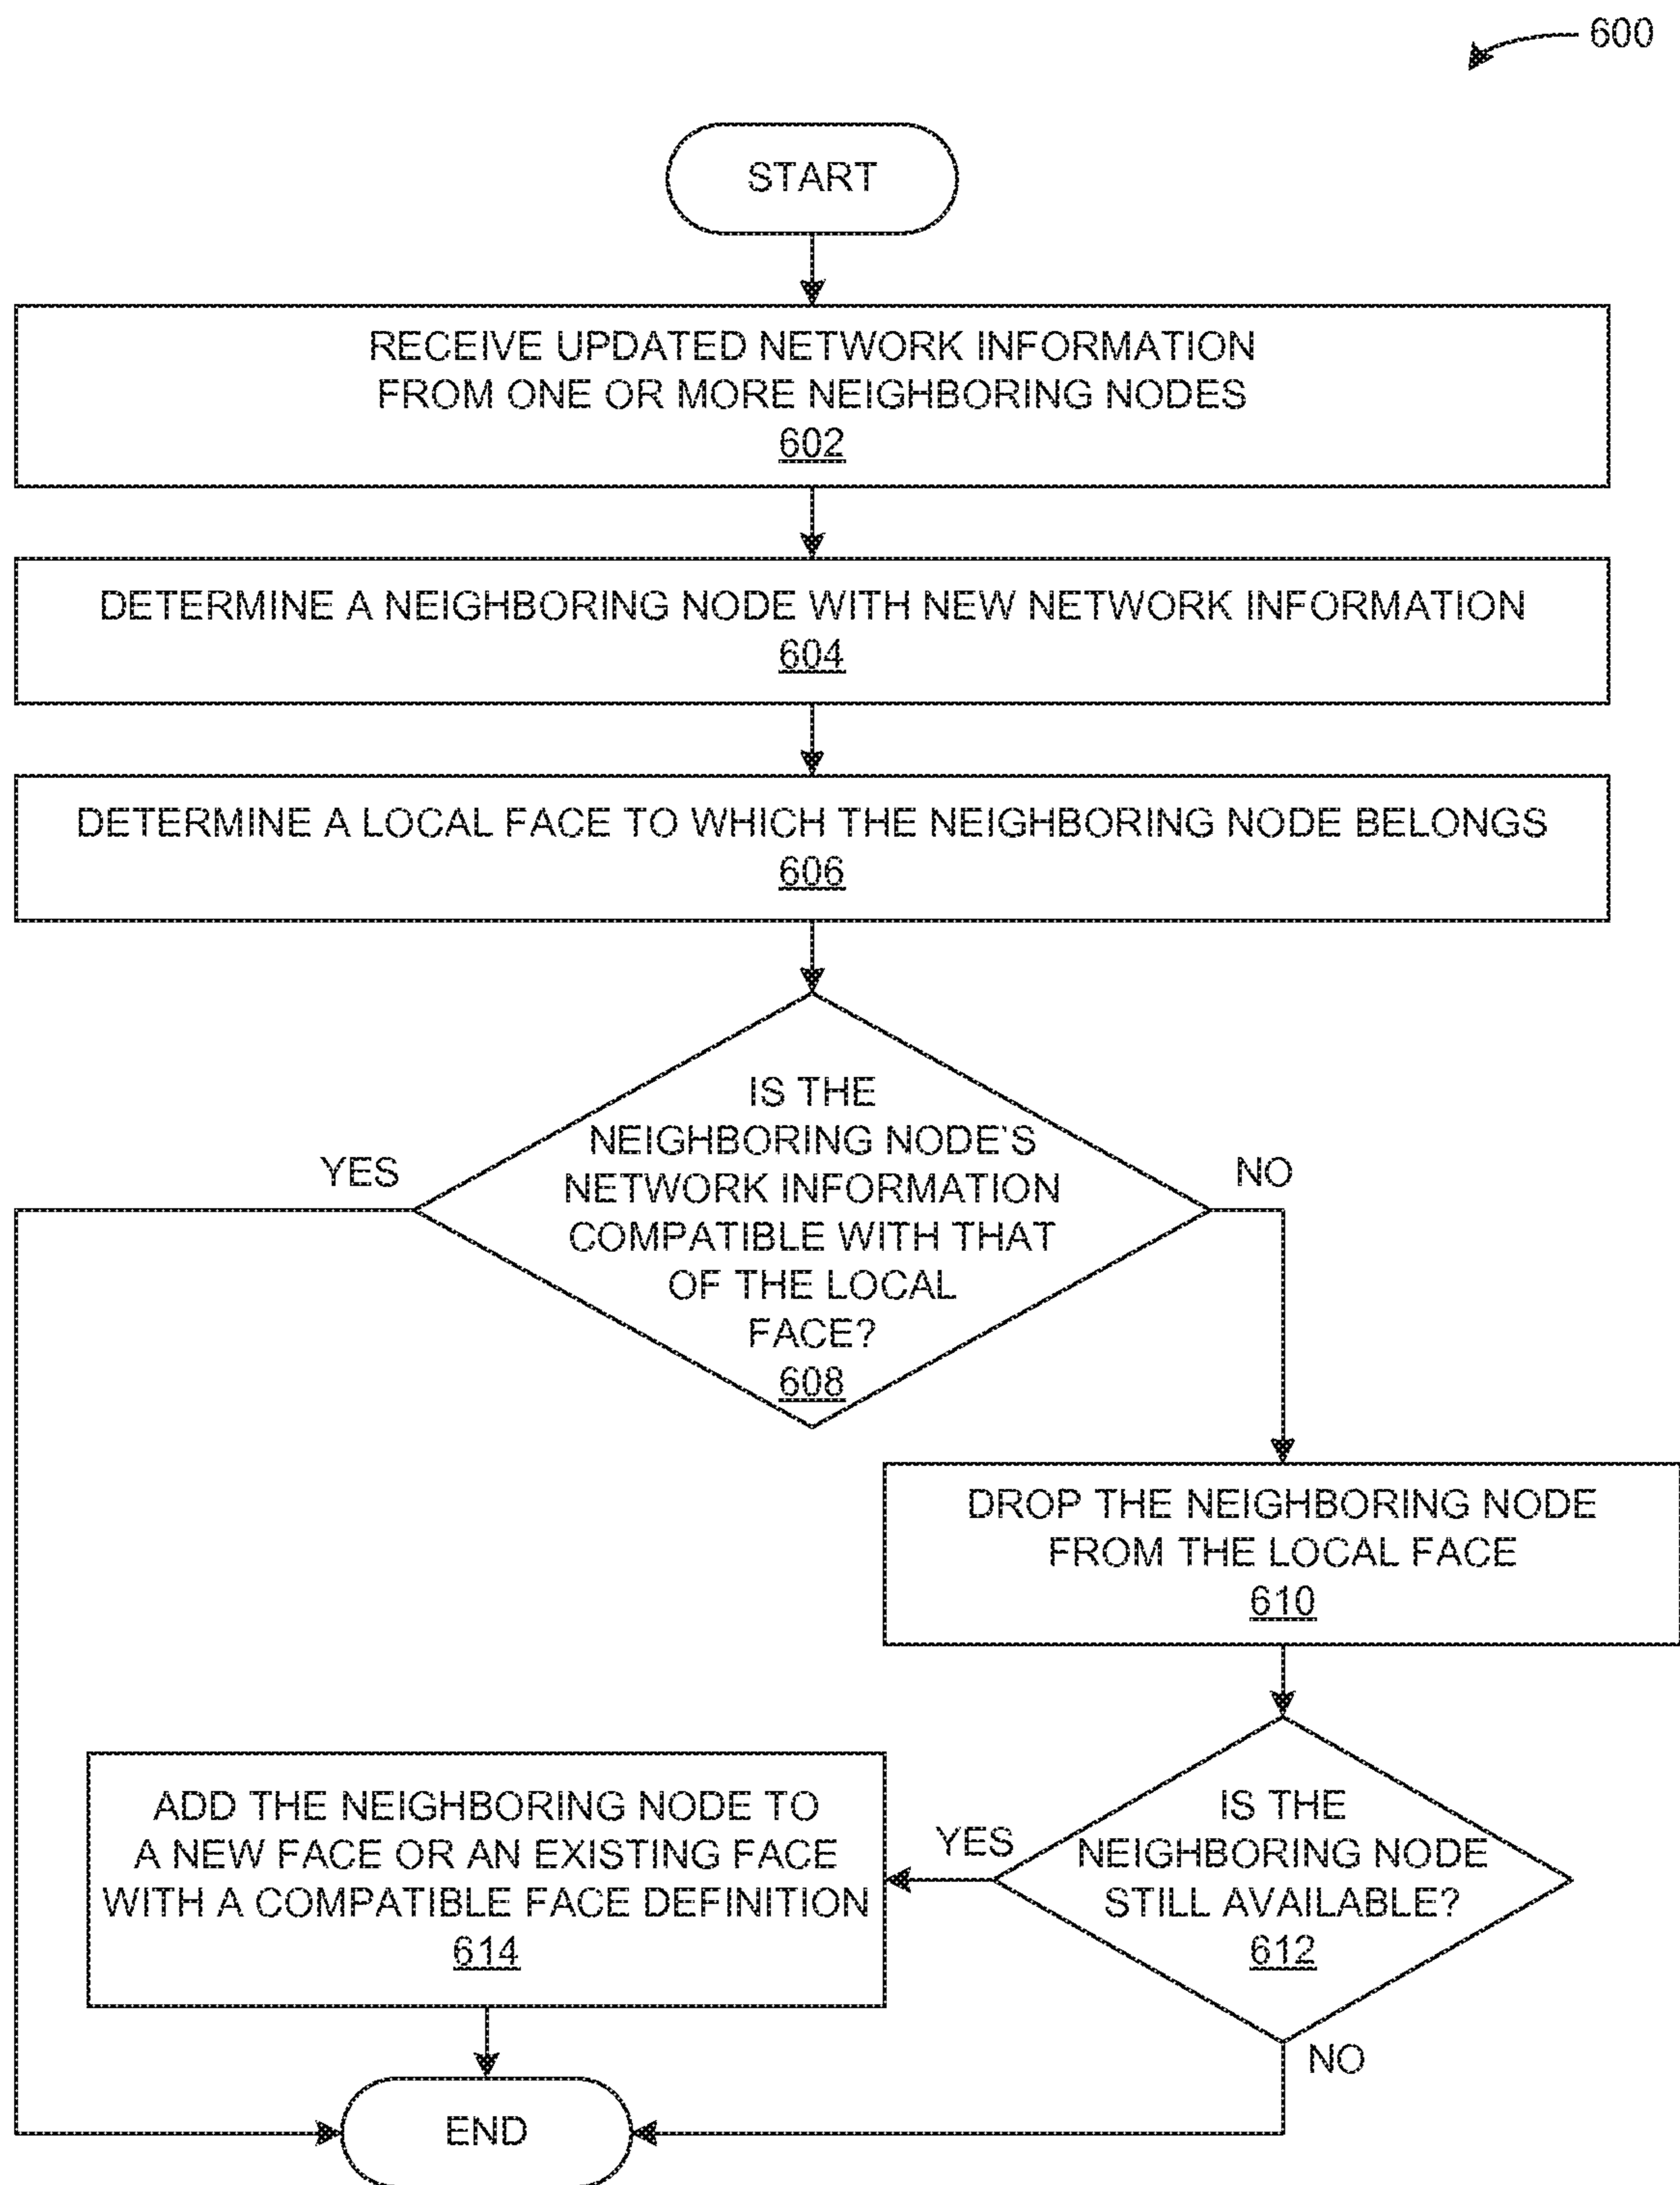 600
START
RECEIVE UPDATED NETWORK INFORMATION
FROM ONE OR MORE NEIGHBORING NODES
602
DETERMINE A NEIGHBORING NODE WITH NEW NETWORK INFORMATION
604
DETERMINE A LOCAL FACE TO WHICH THE NEIGHBORING NODE BELONGS
606
IS THE
NEIGHBORING NODE'S
NETWORK INFORMATION
COMPATIBLE WITH THAT
OF THE LOCAL
FACE?
608
YES
NO
DROP THE NEIGHBORING NODE
FROM THE LOCAL FACE
610
IS THE
NEIGHBORING NODE
STILL AVAILABLE?
612
YES
NO
ADD THE NEIGHBORING NODE TO
A NEW FACE OR AN EXISTING FACE
WITH A COMPATIBLE FACE DEFINITION
614
END